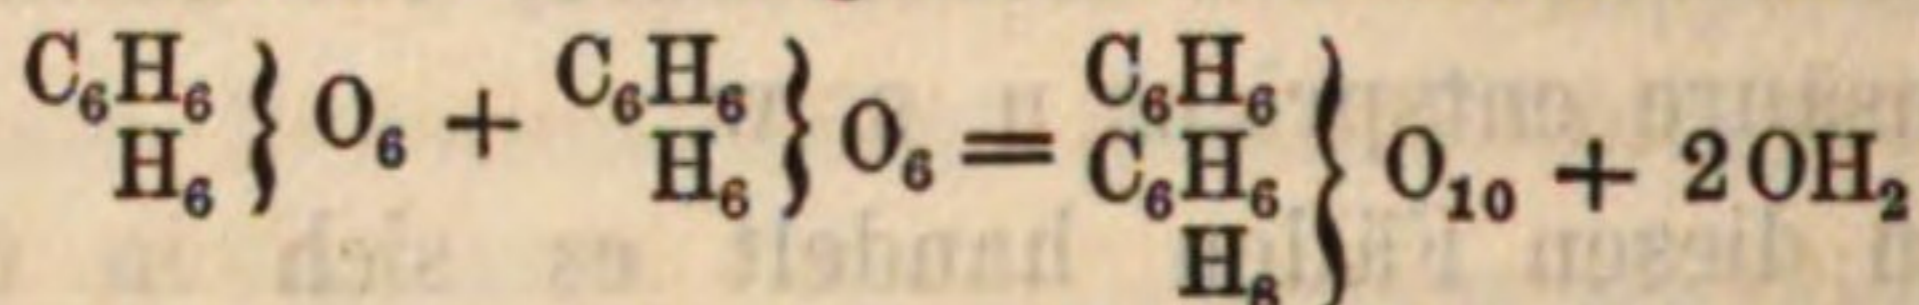 C₆H₆ } O₆ + C₆H₆ } O₆ = C₆H₆ } O₁₀ + 2 OH₂
H₆ H₆ C₆H₆
H₈